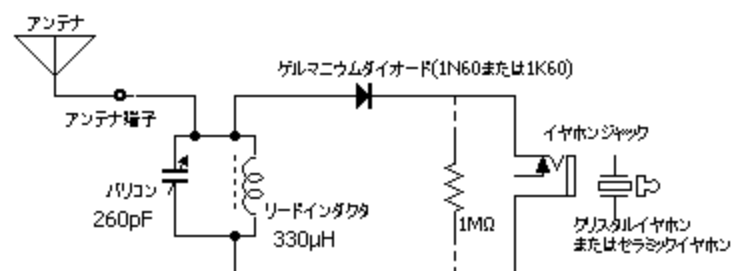 アンテナ
ゲルマニウムダイオード(1N60または1K60)
アンテナ端子
イヤホンジャック
バリコン
260pF
リードインダクタ
330μH
1MΩ
クリスタルイヤホン
またはセラミックイヤホン